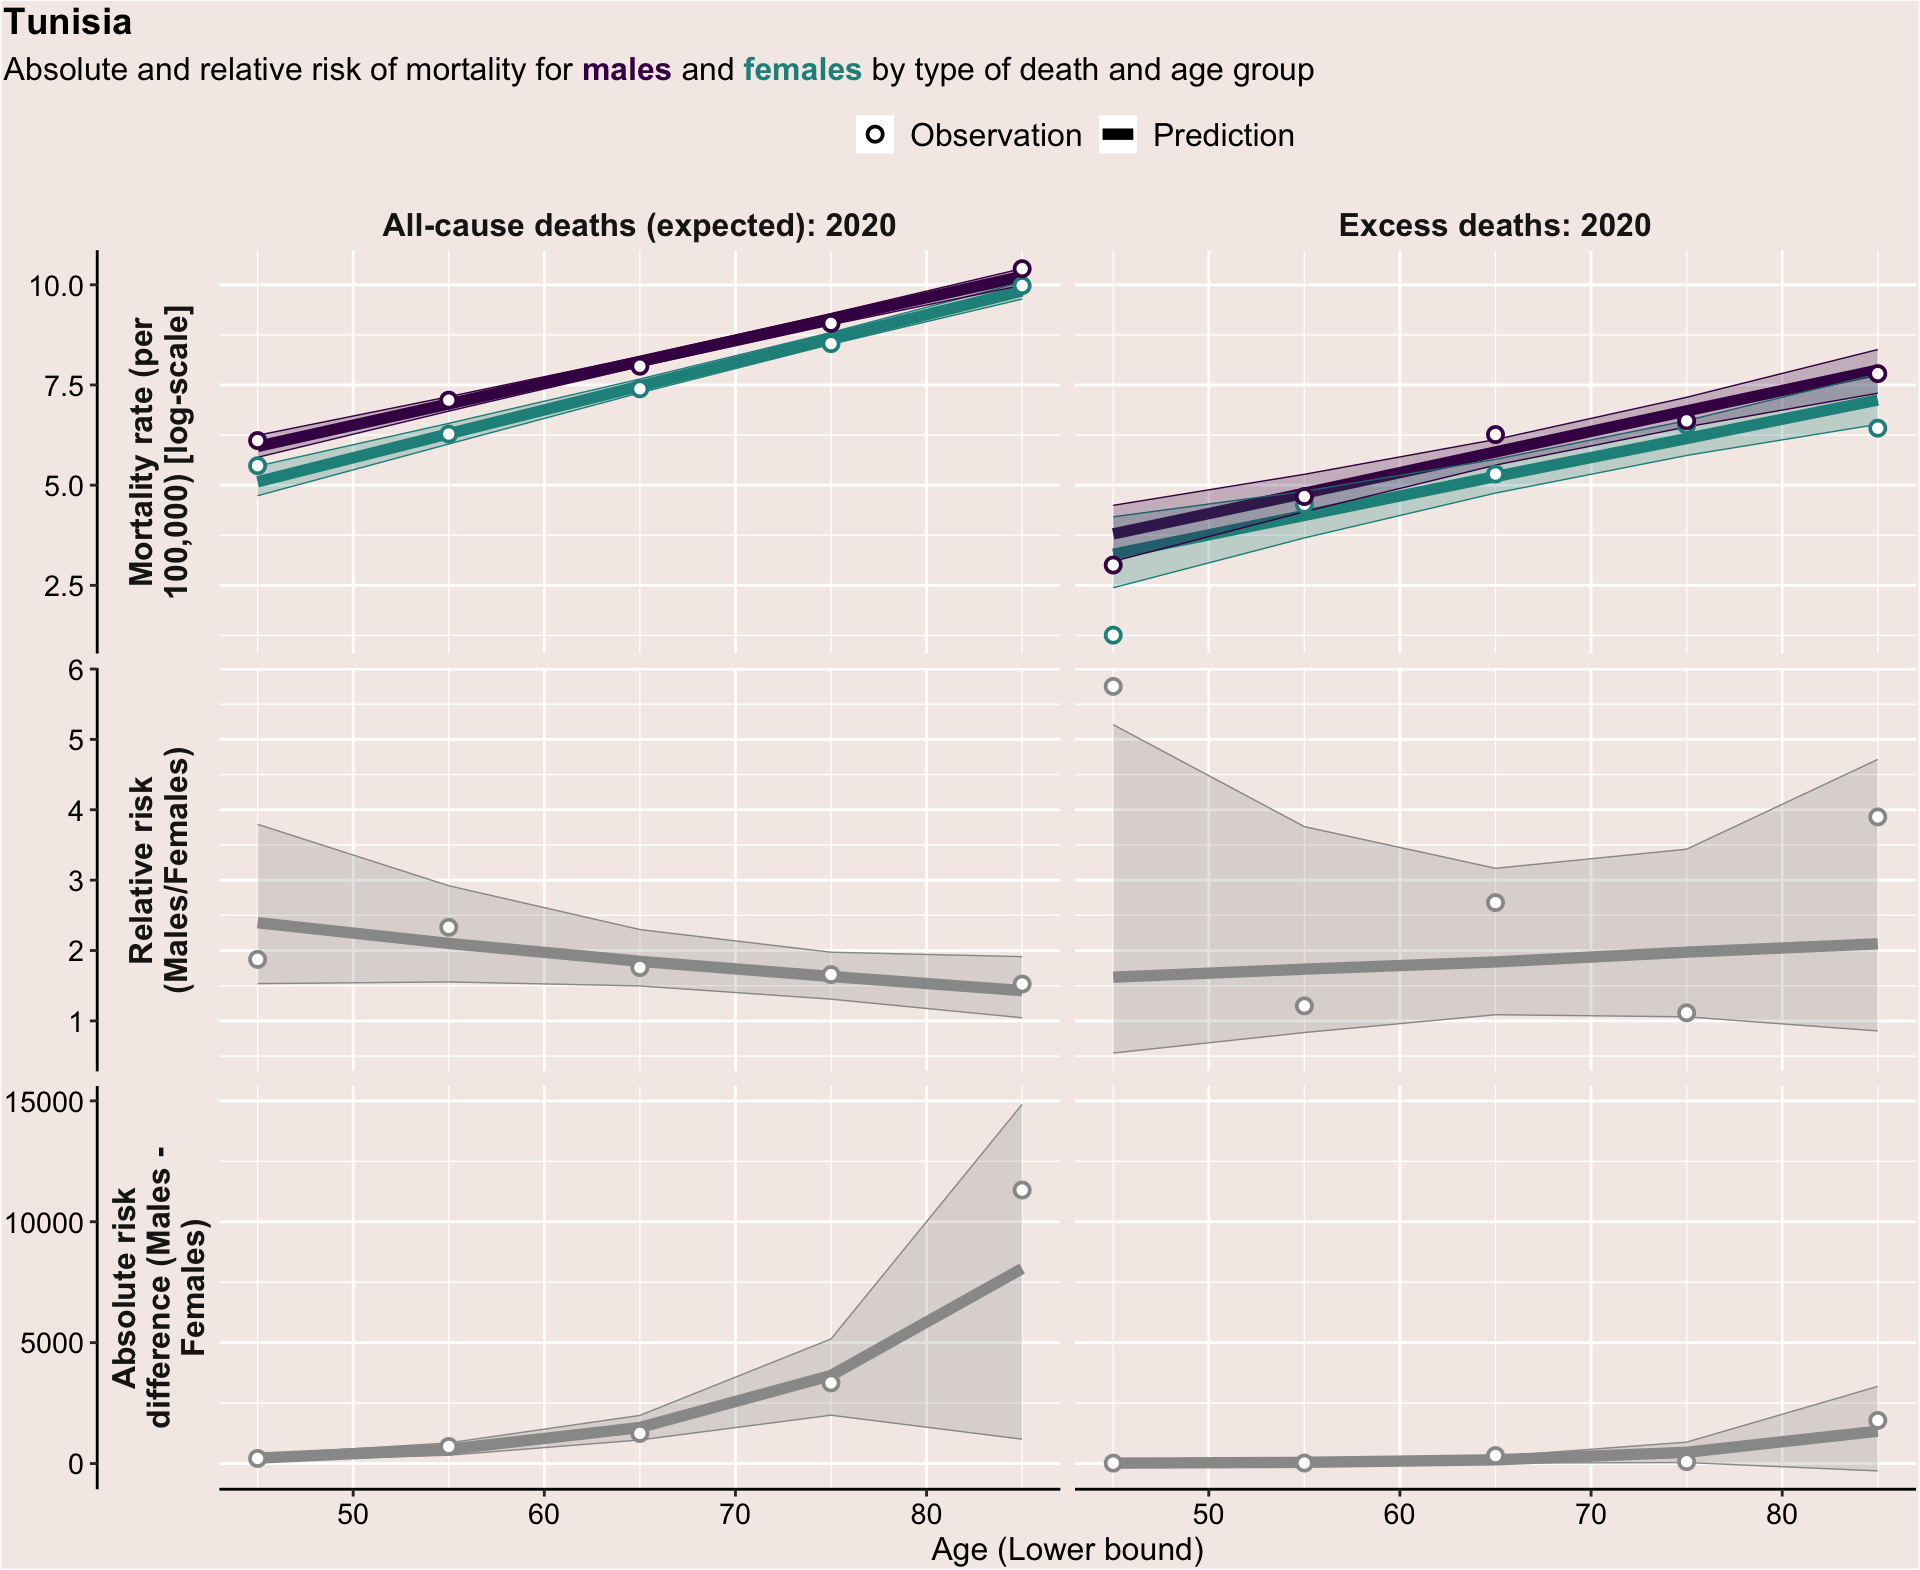 Tunisia
Absolute and relative risk of mortality for males and females by type of death and age group
Observation Prediction
All-cause deaths (expected): 2020
Excess deaths: 2020
Mortality rate (per
100,000) [log-scale]
10.0
7.5
5.0
2.5
Relative risk
(Males/Females)
6
5
4
3
2
1
Absolute risk
difference (Males -
Females)
15000
10000
5000
0
50 60 70 80
50 60 70 80
Age (Lower bound)